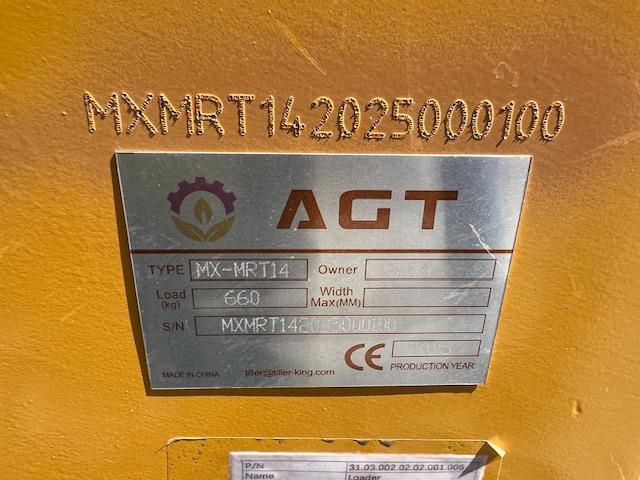 MXMRT142025000100
AGT
TYPE MX-MRT14 Owner
Load (kg) 660 Width Max(MM)
S/N MXMRT142025000100
CE
MADE IN CHINA tiller@tiller-king.com PRODUCTION YEAR
P/N 31.03.002.02.02.001.006
Name Loader